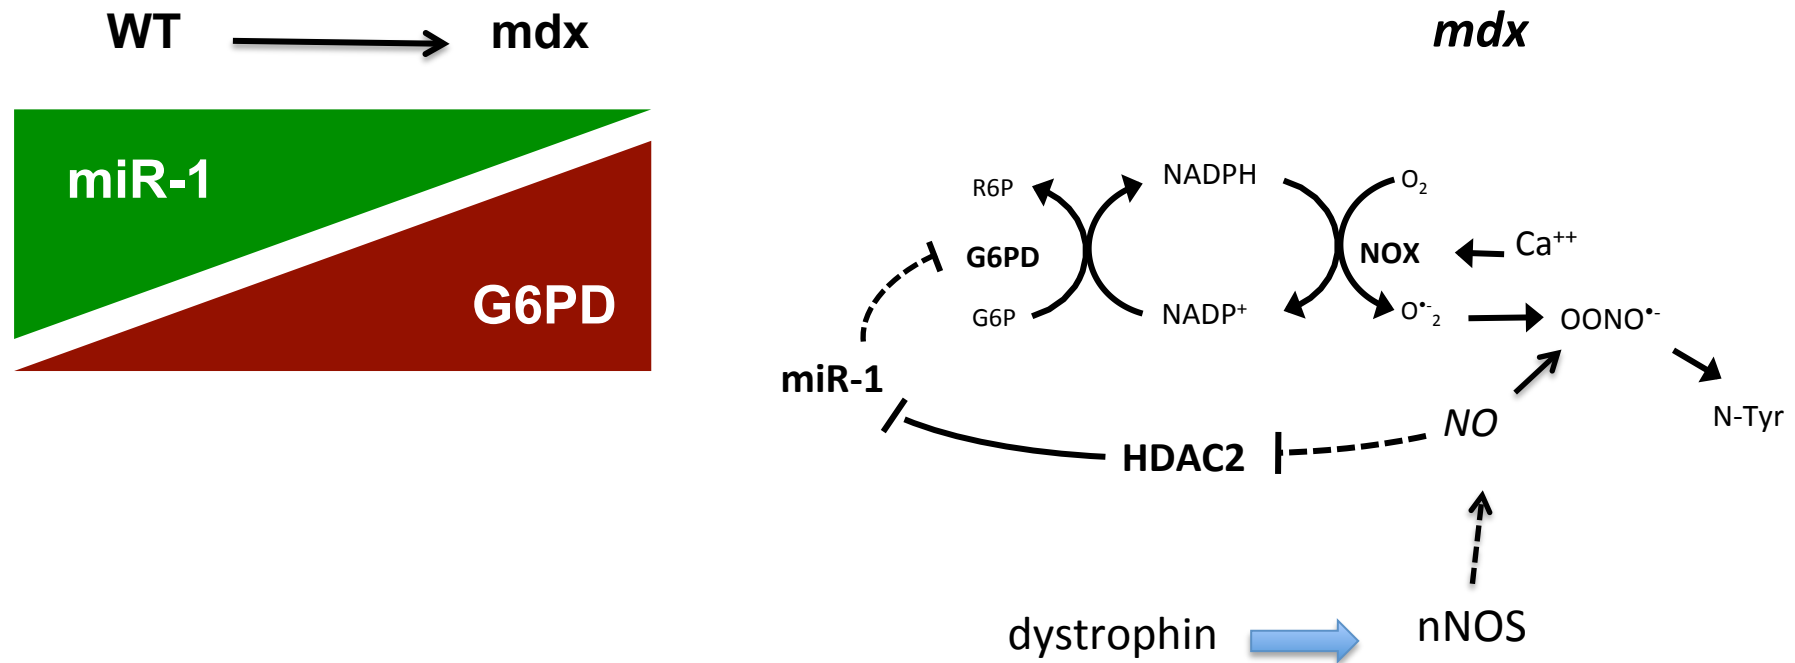 WT mdx
miR-1
G6PD
mdx
R6P NADPH O₂
G6PD NOX Ca⁺⁺
G6P NADP⁺ O•⁻₂ OONO•⁻
miR-1
NO N-Tyr
HDAC2
dystrophin nNOS